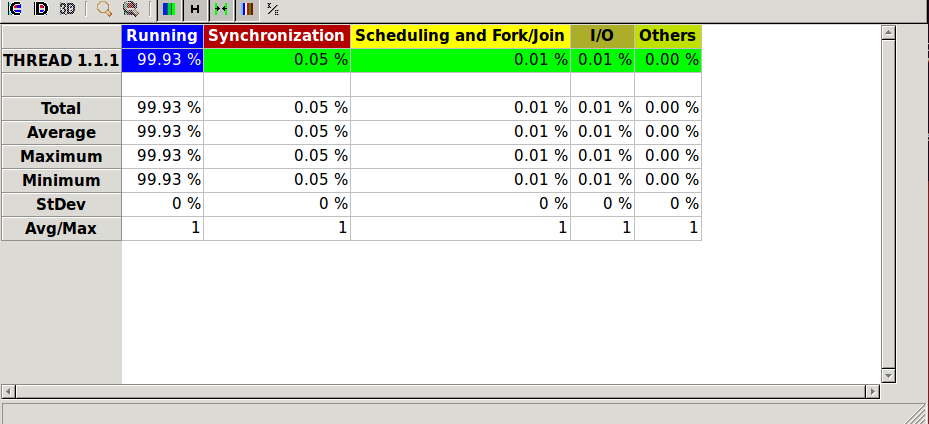 3D H
Running Synchronization Scheduling and Fork/Join I/O Others
THREAD 1.1.1 99.93 % 0.05 % 0.01 % 0.01 % 0.00 %
Total 99.93 % 0.05 % 0.01 % 0.01 % 0.00 %
Average 99.93 % 0.05 % 0.01 % 0.01 % 0.00 %
Maximum 99.93 % 0.05 % 0.01 % 0.01 % 0.00 %
Minimum 99.93 % 0.05 % 0.01 % 0.01 % 0.00 %
StDev 0 % 0 % 0 % 0 % 0 %
Avg/Max 1 1 1 1 1